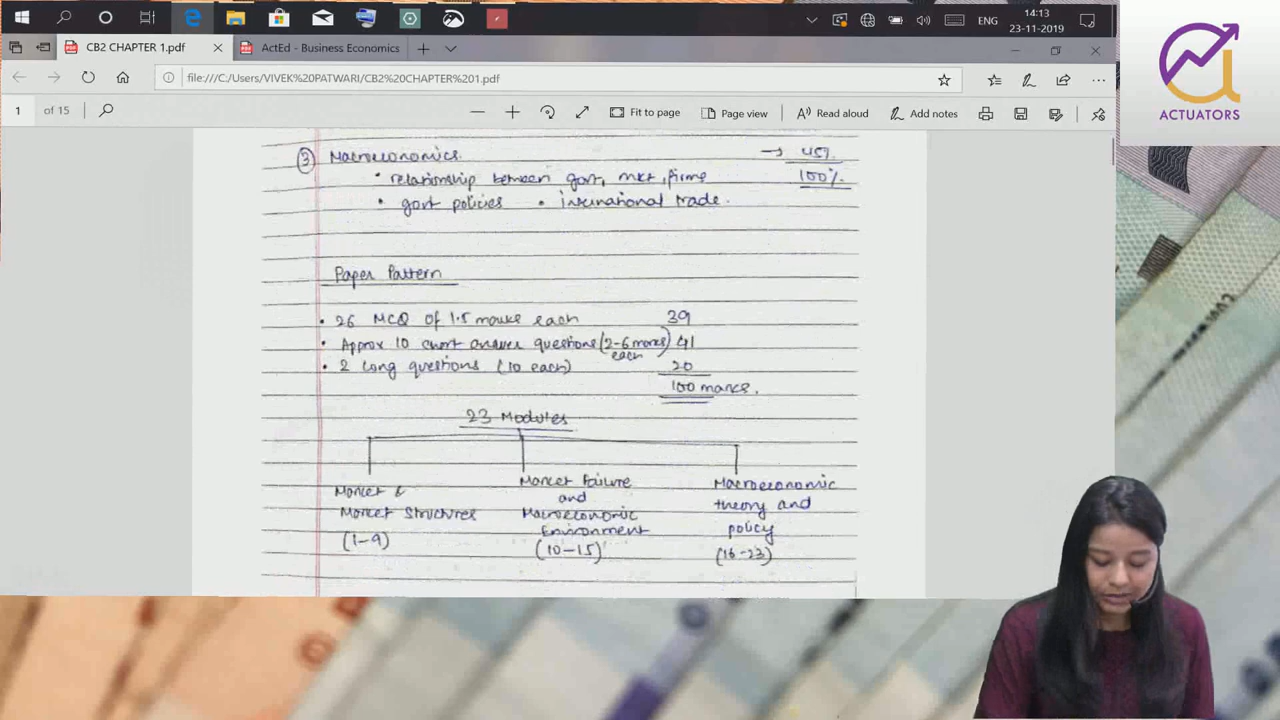 14:13
ENG
23-11-2019
CB2 CHAPTER 1.pdf
ActEd - Business Economics
file:///C:/Users/VIVEK%20PATWARI/CB2%20CHAPTER%201.pdf
1 of 15
Fit to page
Page view
Read aloud
Add notes
ACTUATORS
③ Macroeconomics. → 45%
• relationship between govt, mkt, firms 100%.
• govt policies • international trade.
Paper Pattern
• 26 MCQ of 1.5 marks each 39
• Approx 10 short answer questions (2-6 marks each) 41
• 2 long questions (10 each) 20
100 marks.
23 Modules
Market &
Market Structures
(1-9)
Market Failure
and
Macroeconomic
Environment
(10-15)
Macroeconomic
theory and
policy
(16-23)